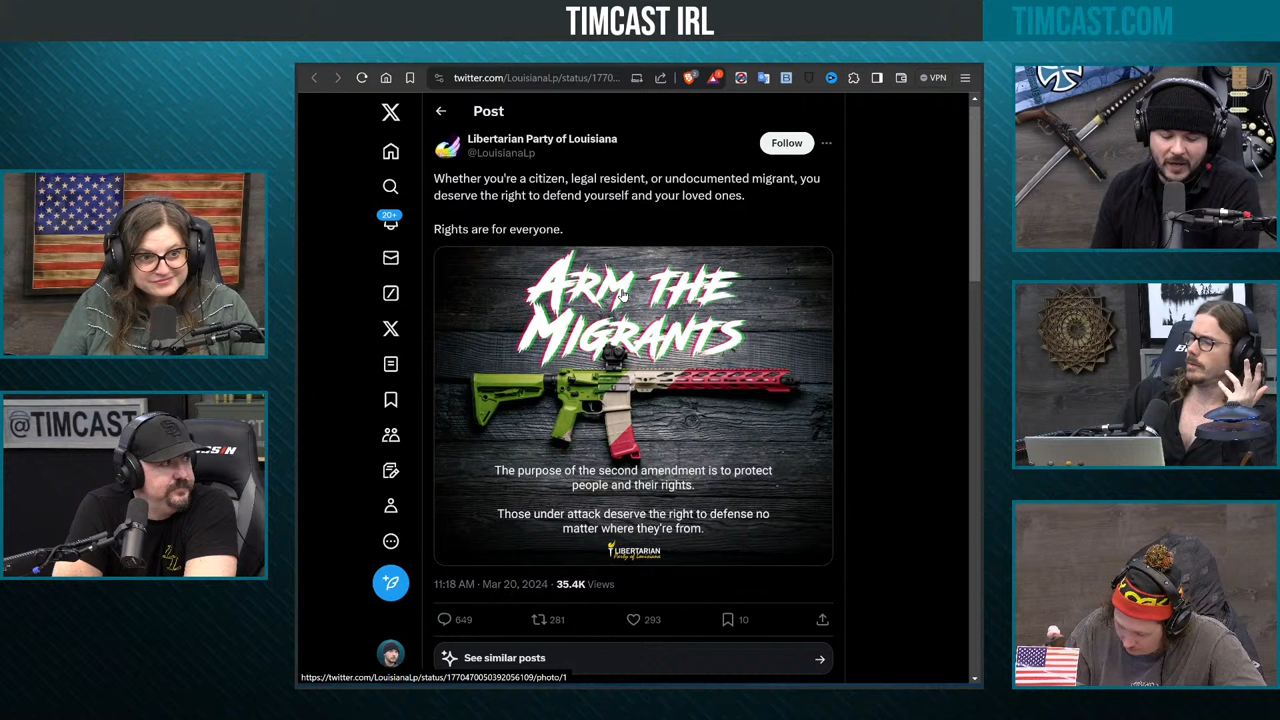 TIMCAST IRL
TIMCAST.COM
twitter.com/LouisianaLp/status/1770...
VPN
Post
Libertarian Party of Louisiana
@LouisianaLp
Follow
Whether you're a citizen, legal resident, or undocumented migrant, you
deserve the right to defend yourself and your loved ones.
Rights are for everyone.
20+
ARM THE
MIGRANTS
The purpose of the second amendment is to protect
people and their rights.
Those under attack deserve the right to defense no
matter where they're from.
LIBERTARIAN
Party of Louisiana
11:18 AM · Mar 20, 2024 · 35.4K Views
649
281
293
10
See similar posts
https://twitter.com/LouisianaLp/status/1770470050392026109/photo/1
@TIMCAST